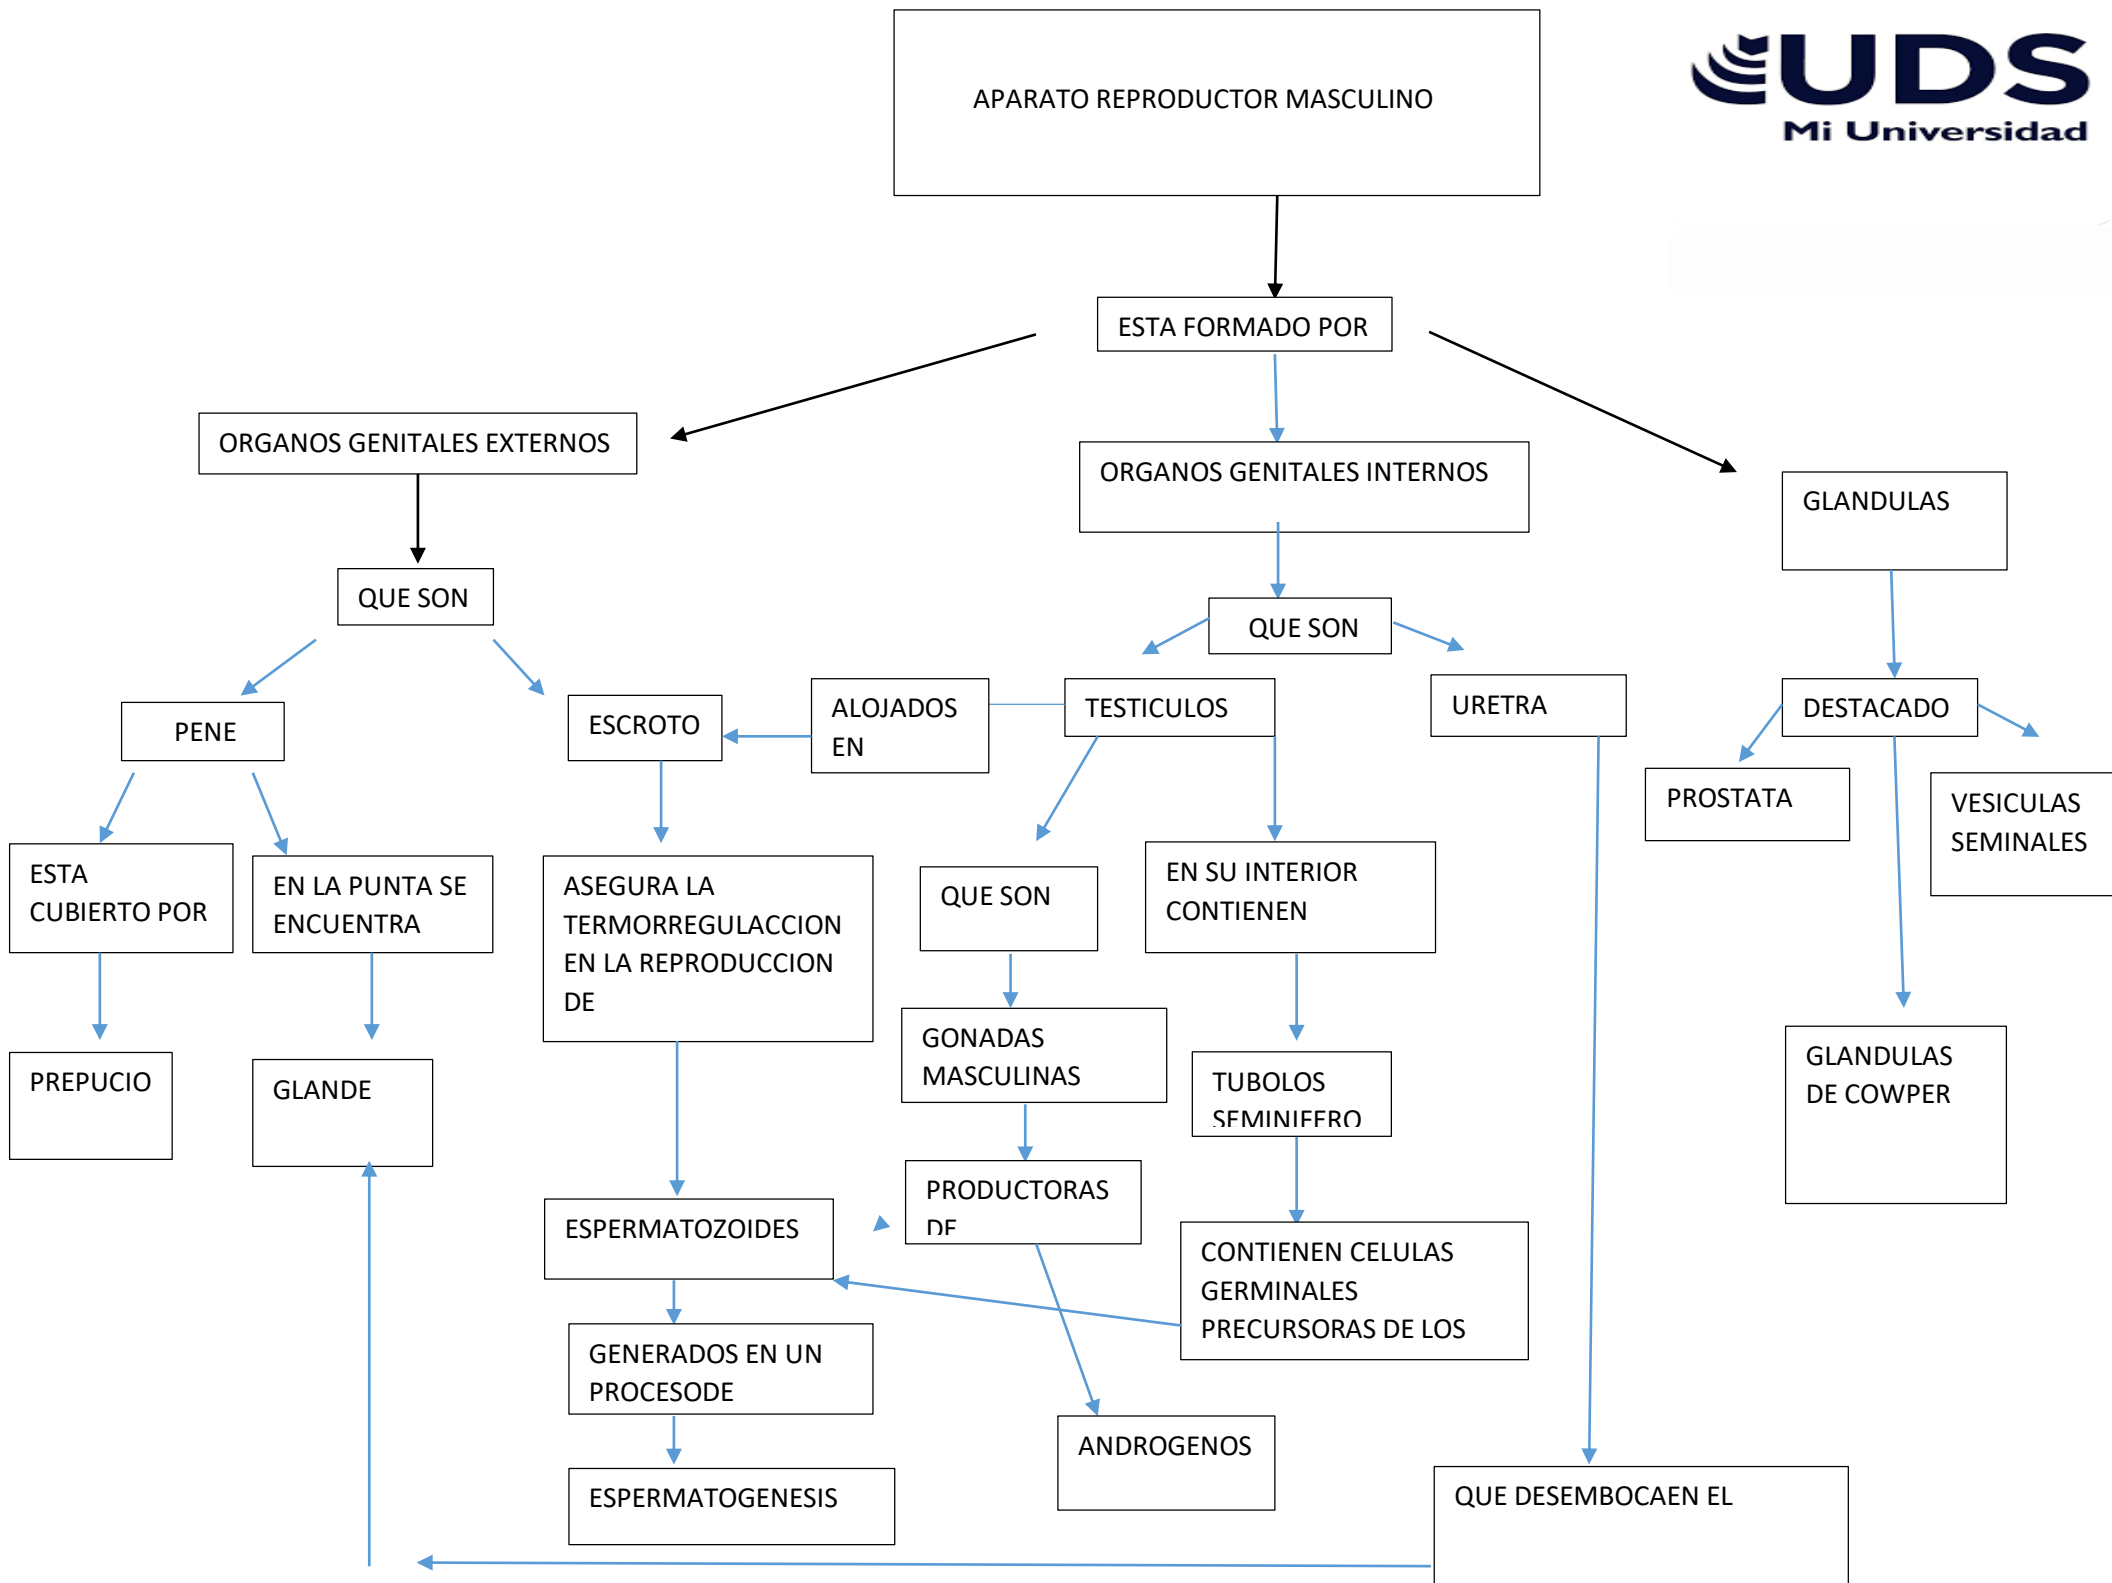 UDS
Mi Universidad
APARATO REPRODUCTOR MASCULINO
ESTA FORMADO POR
ORGANOS GENITALES EXTERNOS
ORGANOS GENITALES INTERNOS
GLANDULAS
QUE SON
QUE SON
PENE
ESCROTO
ALOJADOS
EN
TESTICULOS
URETRA
DESTACADO
PROSTATA
VESICULAS
SEMINALES
ESTA
CUBIERTO POR
EN LA PUNTA SE
ENCUENTRA
ASEGURA LA
TERMORREGULACCION
EN LA REPRODUCCION
DE
QUE SON
EN SU INTERIOR
CONTIENEN
PREPUCIO
GLANDE
GONADAS
MASCULINAS
TUBOLOS
SEMINIFERO
GLANDULAS
DE COWPER
ESPERMATOZOIDES
PRODUCTORAS
DE
CONTIENEN CELULAS
GERMINALES
PRECURSORAS DE LOS
GENERADOS EN UN
PROCESODE
ANDROGENOS
ESPERMATOGENESIS
QUE DESEMBOCAEN EL